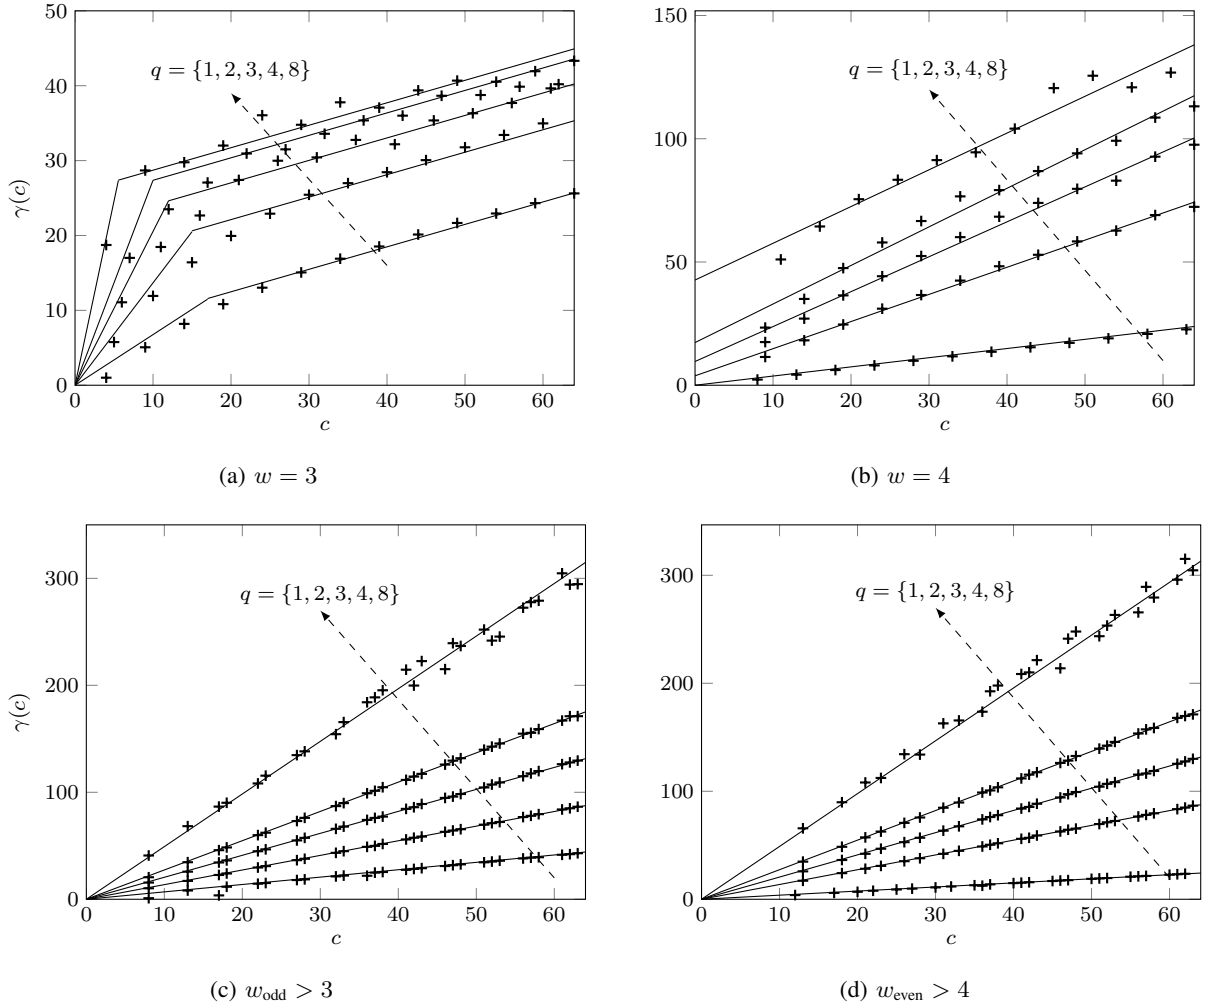 50
40
30
20
10
0
γ(c)
q = {1, 2, 3, 4, 8}
0 10 20 30 40 50 60
c
(a) w = 3
150
100
50
0
q = {1, 2, 3, 4, 8}
0 10 20 30 40 50 60
c
(b) w = 4
300
200
100
0
γ(c)
q = {1, 2, 3, 4, 8}
0 10 20 30 40 50 60
c
(c) w_odd > 3
300
200
100
0
q = {1, 2, 3, 4, 8}
0 10 20 30 40 50 60
c
(d) w_even > 4